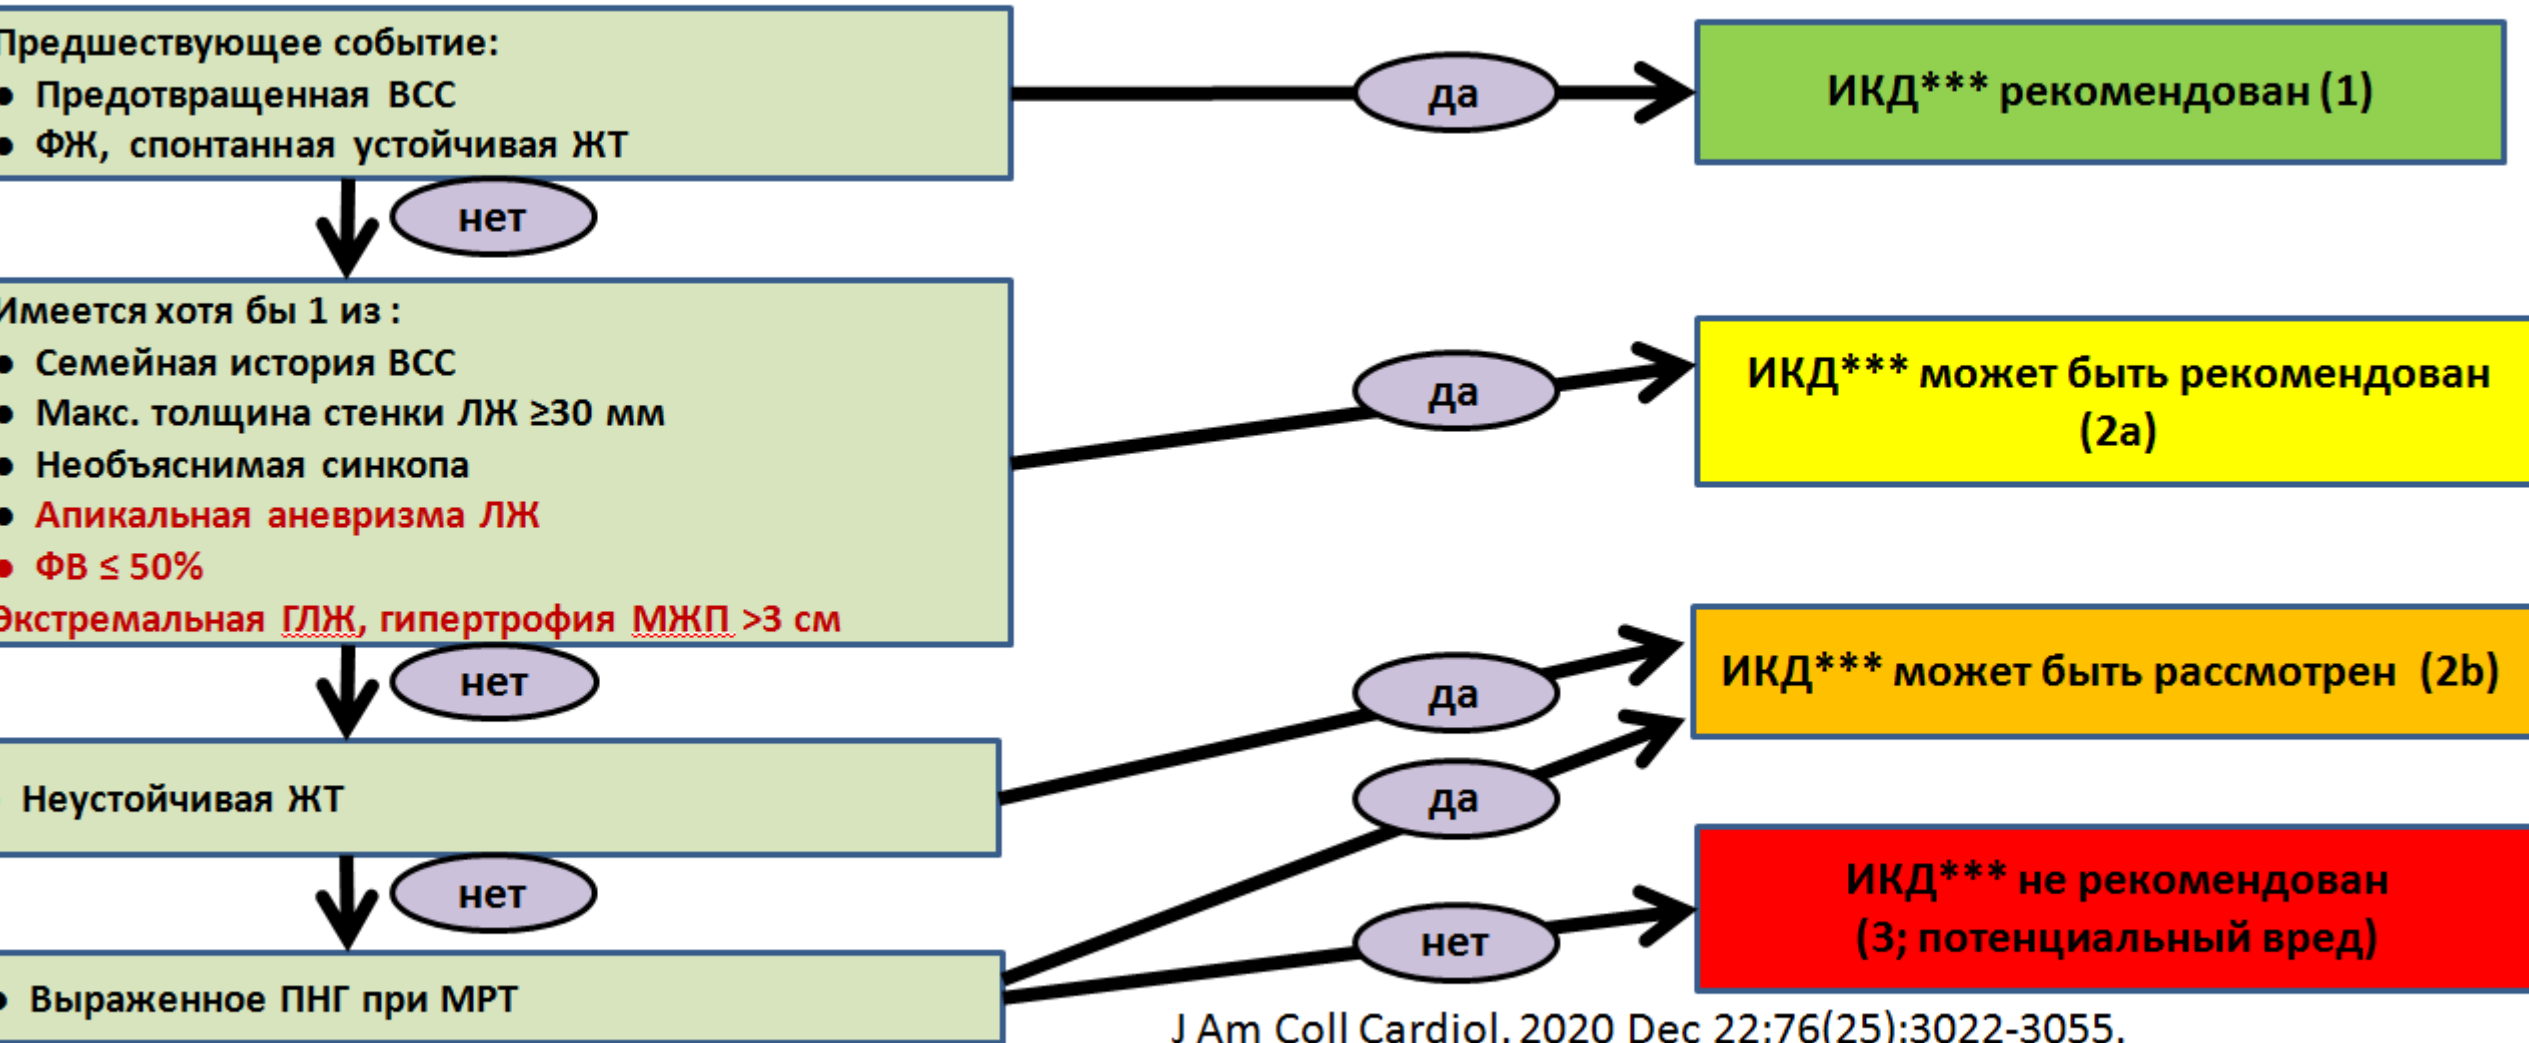 Предшествующее событие:
● Предотвращенная ВСС
● ФЖ, спонтанная устойчивая ЖТ
да
ИКД*** рекомендован (1)
нет
Имеется хотя бы 1 из :
● Семейная история ВСС
● Макс. толщина стенки ЛЖ ≥30 мм
● Необъяснимая синкопа
● Апикальная аневризма ЛЖ
● ФВ ≤ 50%
Экстремальная ГЛЖ, гипертрофия МЖП >3 см
да
ИКД*** может быть рекомендован
(2a)
нет
Неустойчивая ЖТ
да
да
ИКД*** может быть рассмотрен (2b)
нет
● Выраженное ПНГ при МРТ
нет
ИКД*** не рекомендован
(3; потенциальный вред)
J Am Coll Cardiol. 2020 Dec 22;76(25):3022-3055.